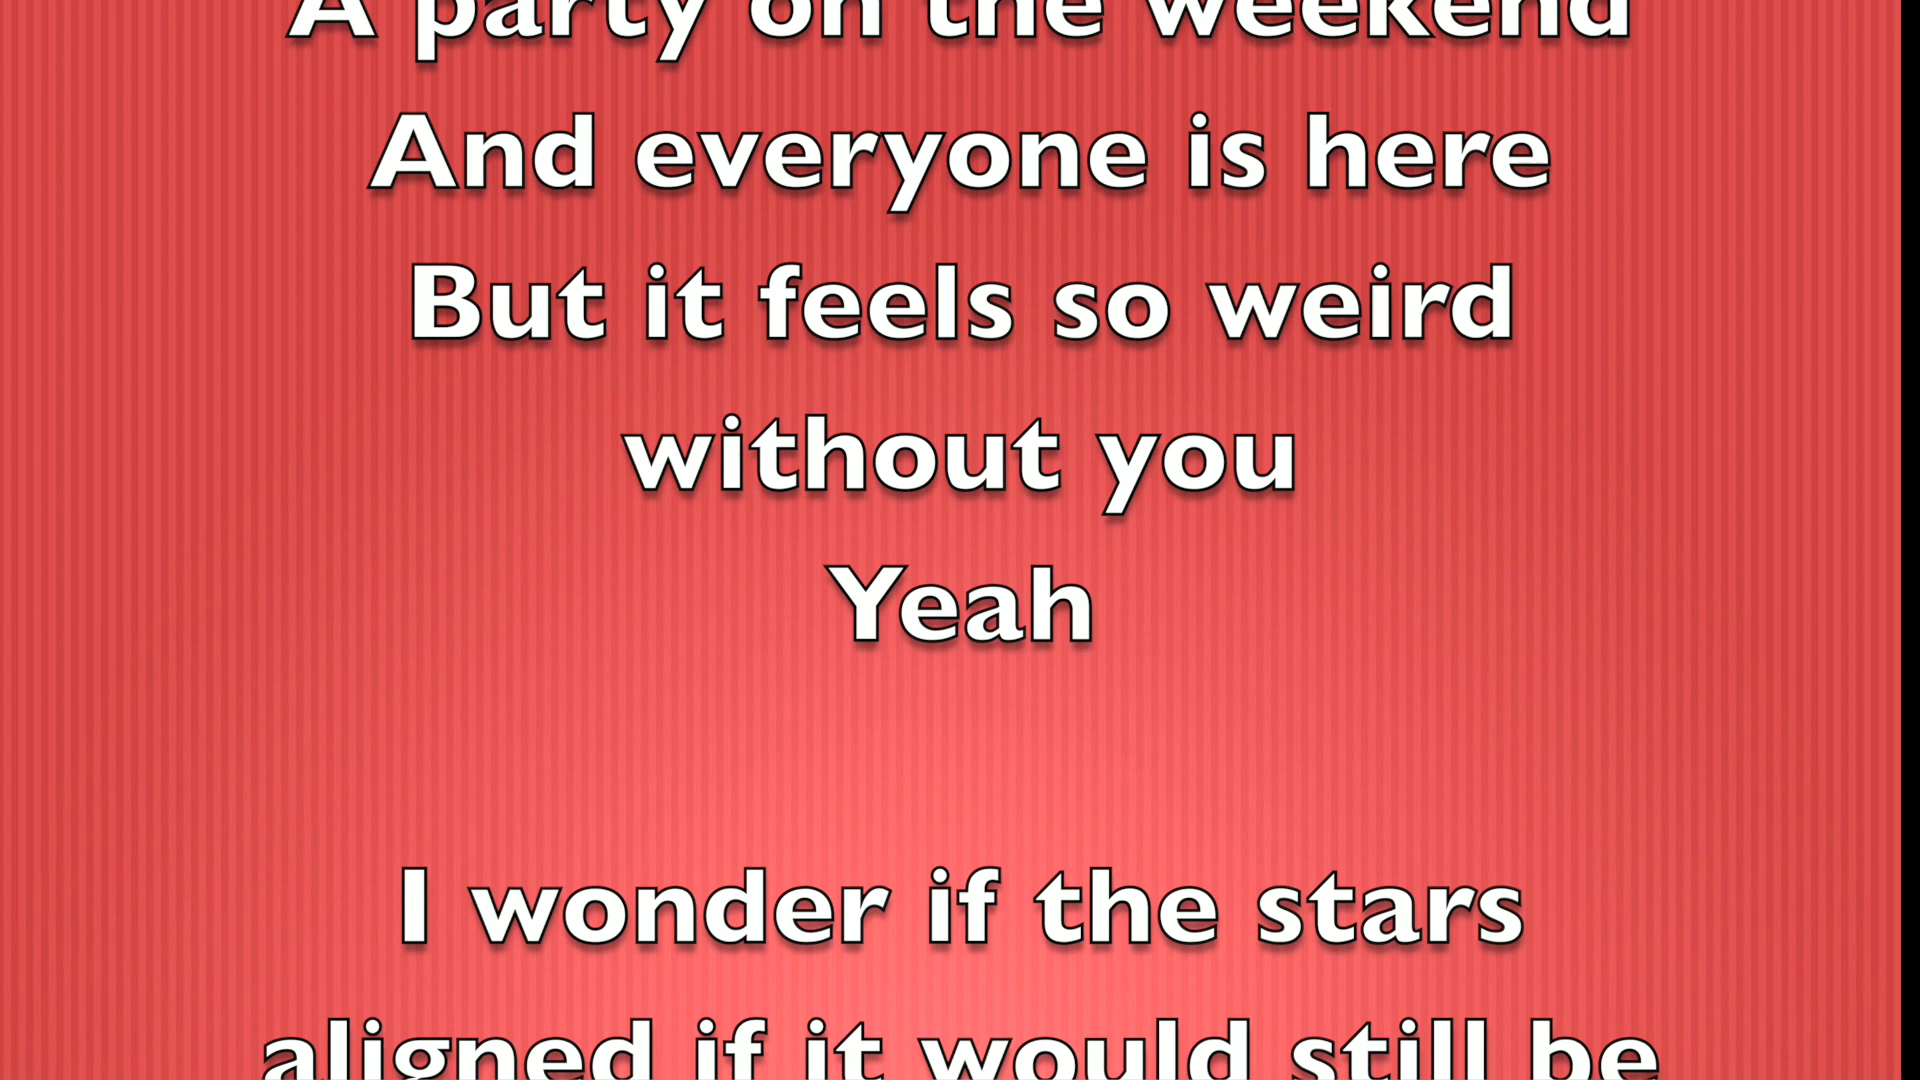 A party on the weekend
And everyone is here
But it feels so weird
without you
Yeah
I wonder if the stars
aligned if it would still be